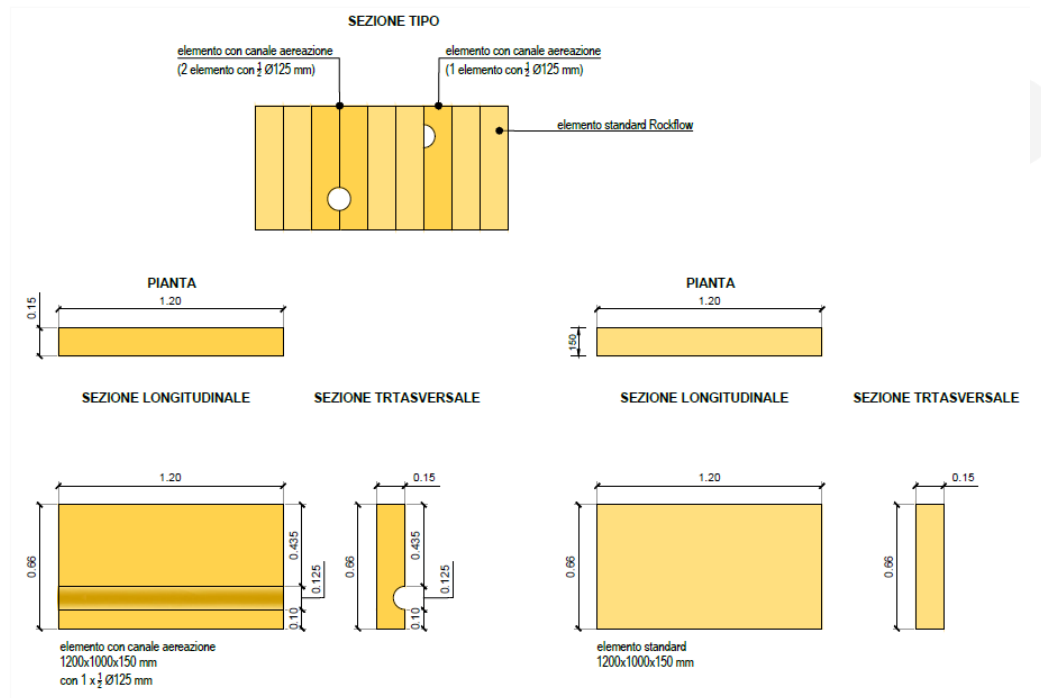 SEZIONE TIPO
elemento con canale aereazione
(2 elemento con ½ Ø125 mm)
elemento con canale aereazione
(1 elemento con ½ Ø125 mm)
elemento standard Rockflow
PIANTA
1.20
0.15
PIANTA
1.20
150
SEZIONE LONGITUDINALE
SEZIONE TRTASVERSALE
SEZIONE LONGITUDINALE
SEZIONE TRTASVERSALE
1.20
0.66
0.435
0.125
0.10
0.15
0.66
0.435
0.125
0.10
1.20
0.66
0.15
0.66
elemento con canale aereazione
1200x1000x150 mm
con 1 x ½ Ø125 mm
elemento standard
1200x1000x150 mm